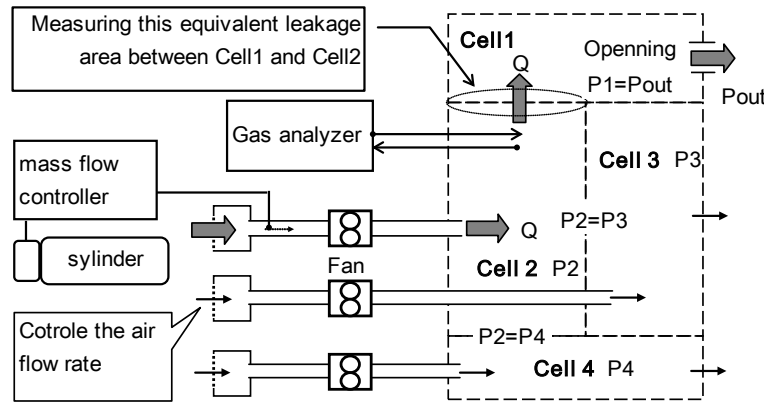 Measuring this equivalent leakage
area between Cell1 and Cell2
Cell1
Q
Openning
P1=Pout
Pout
Gas analyzer
Cell 3 P3
mass flow
controller
sylinder
Q
P2=P3
Fan
Cell 2 P2
Cotrole the air
flow rate
P2=P4
Cell 4 P4